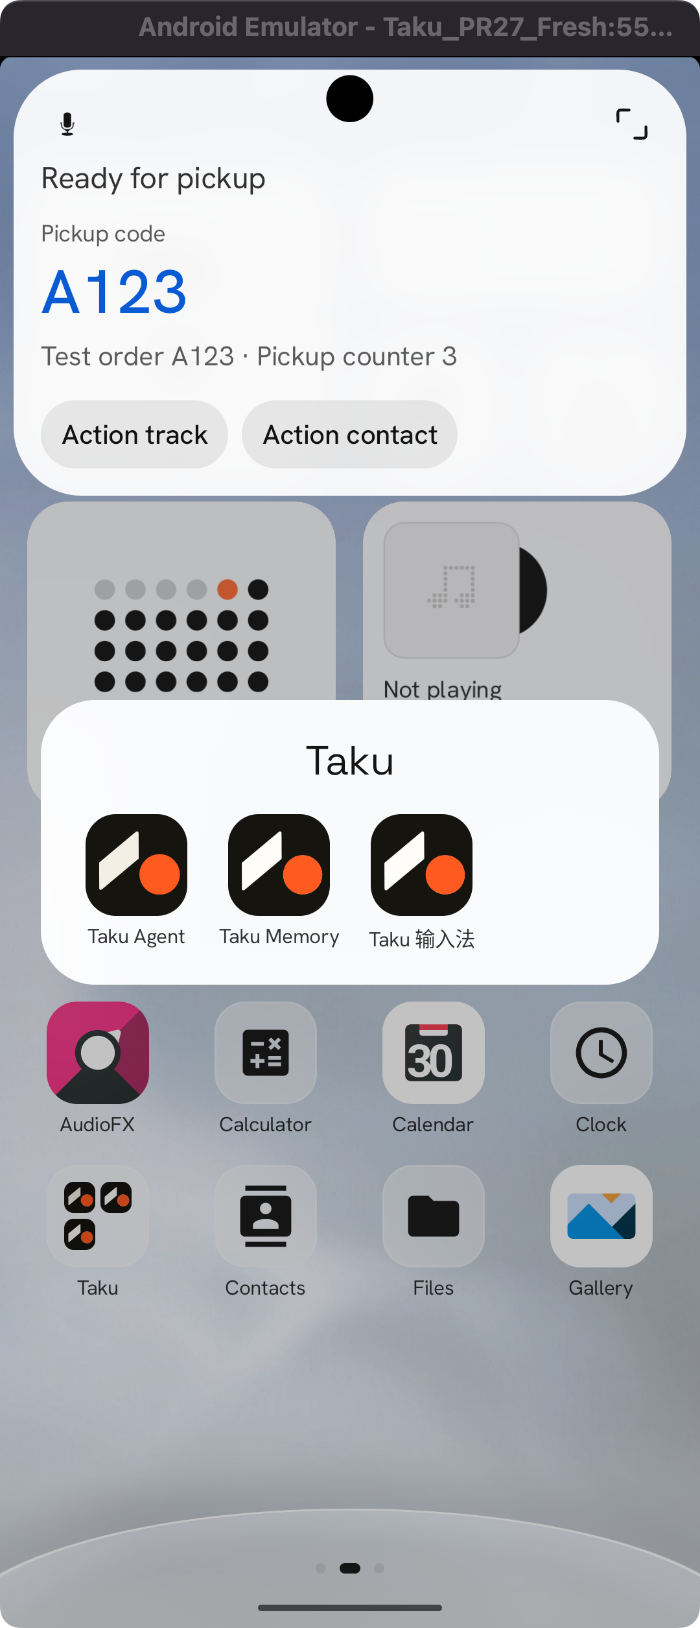 Android Emulator - Taku_PR27_Fresh:55...
Ready for pickup
Pickup code
A123
Test order A123 · Pickup counter 3
Action track
Action contact
Not playing
Taku
Taku Agent
Taku Memory
Taku 输入法
AudioFX
Calculator
30
Calendar
Clock
Taku
Contacts
Files
Gallery